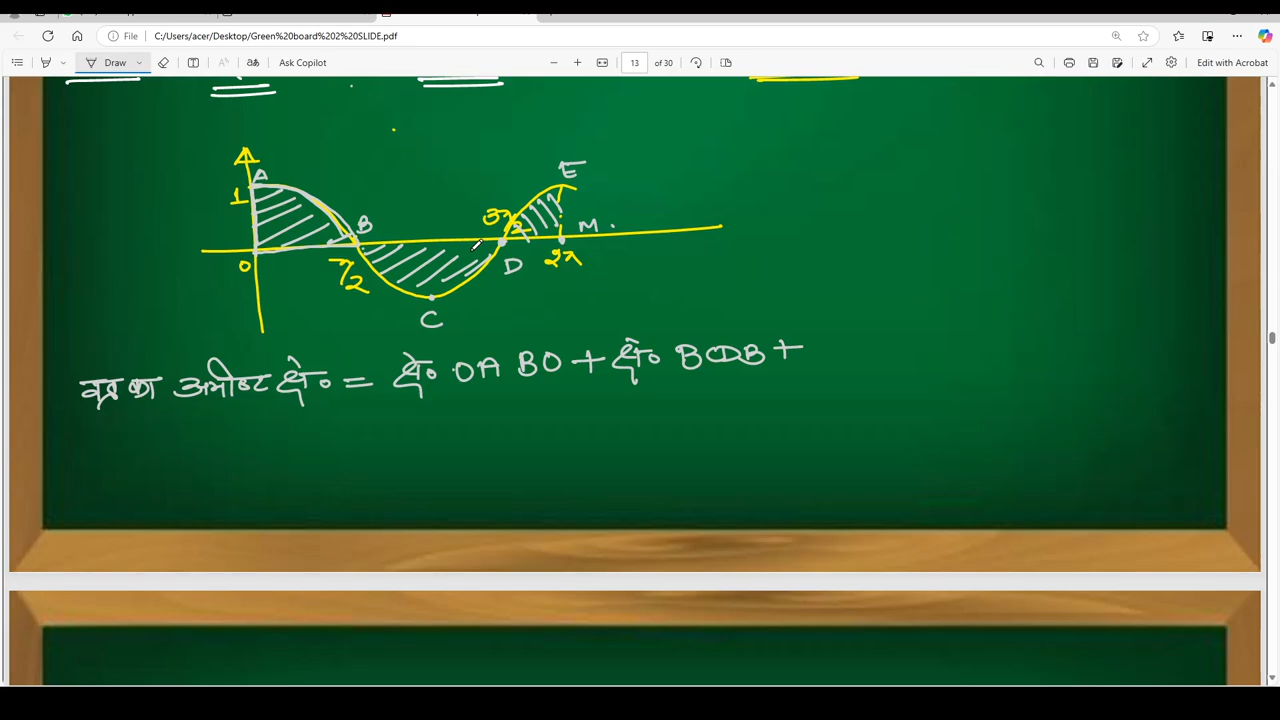 File C:/Users/acer/Desktop/Green%20board%202%20SLIDE.pdf
Draw Ask Copilot 13 of 30 Edit with Acrobat
E
A
1
B
3π/2
M.
0
π/2
D
2π
C
वक्र का अभीष्ट क्षे० = क्षे० OABO + क्षे० BCDB +